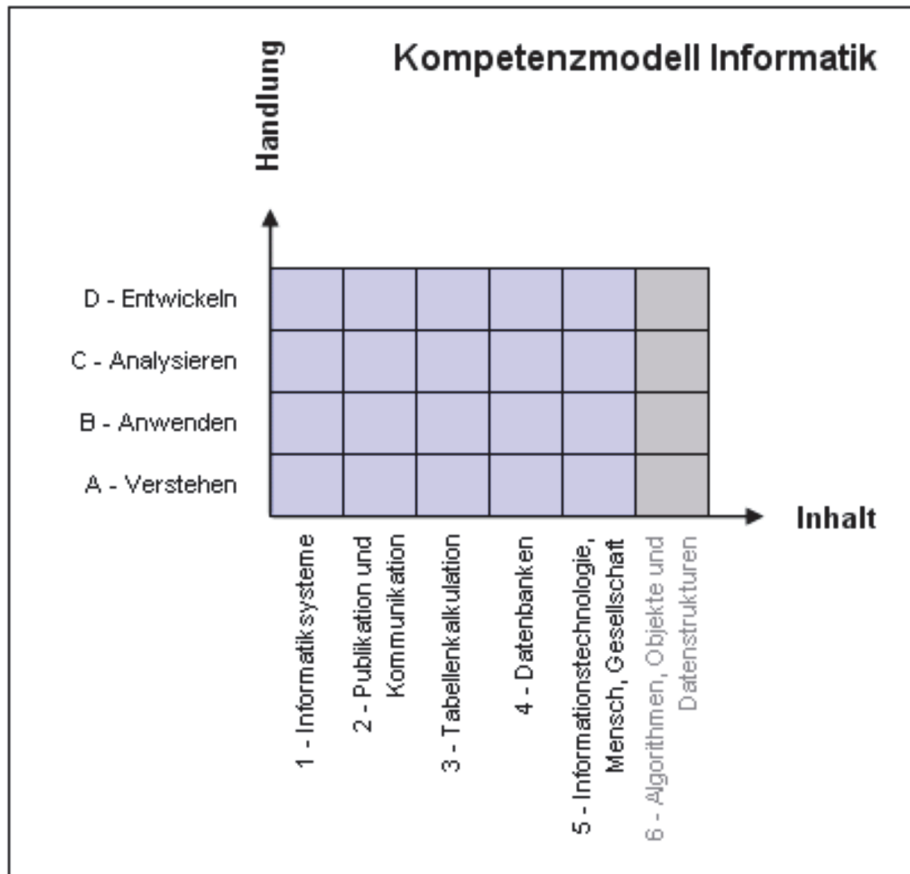 Kompetenzmodell Informatik
Handlung
D - Entwickeln
C - Analysieren
B - Anwenden
A - Verstehen
Inhalt
1 - Informatiksysteme
2 - Publikation und
Kommunikation
3 - Tabellenkalkulation
4 - Datenbanken
5 - Informationstechnologie,
Mensch, Gesellschaft
6 - Algorithmen, Objekte und
Datenstrukturen